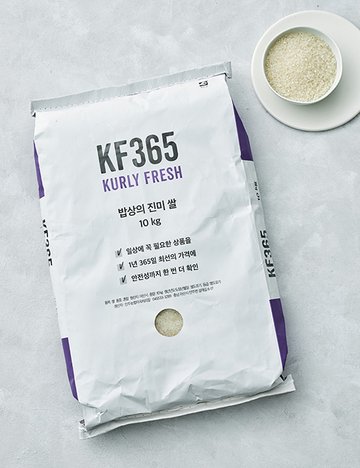 KF365
KURLY FRESH
밥상의 진미 쌀
10 kg
일상에 꼭 필요한 상품을
1년 365일 최선의 가격에
안전성까지 한 번 더 확인
KF365